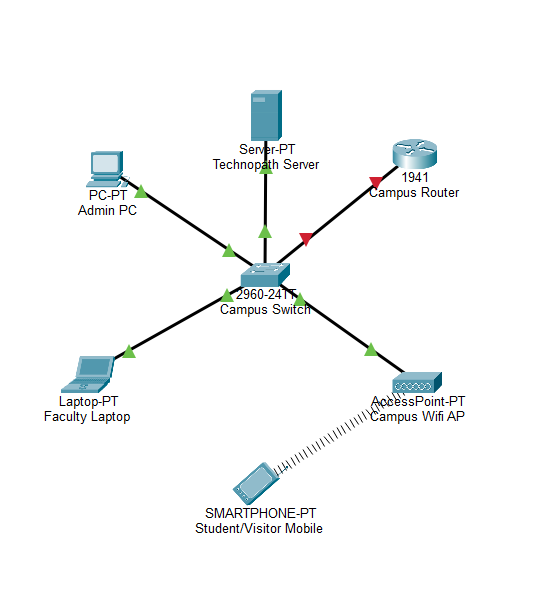 Server-PT
Technopath Server
1941
Campus Router
PC-PT
Admin PC
2960-24TT
Campus Switch
Laptop-PT
Faculty Laptop
AccessPoint-PT
Campus Wifi AP
SMARTPHONE-PT
Student/Visitor Mobile